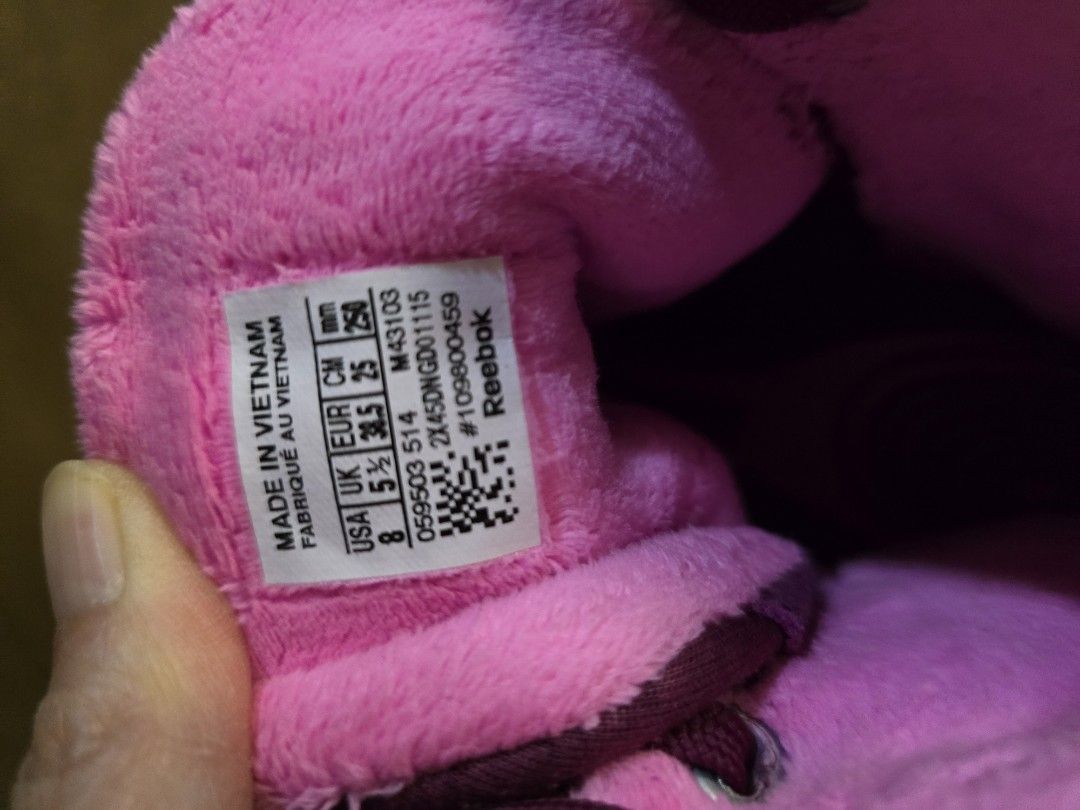 MADE IN VIETNAM
FABRIQUÉ AU VIETNAM
USA UK EUR CM mm
8 5½ 38.5 25 250
059503 514 M43103
2X45DNGD01115
#109800459
Reebok